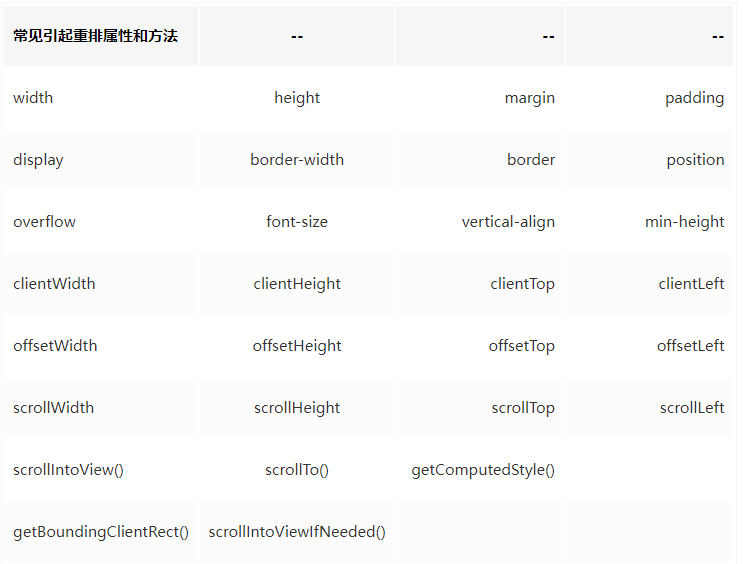 常见引起重排属性和方法 -- -- --
width height margin padding
display border-width border position
overflow font-size vertical-align min-height
clientWidth clientHeight clientTop clientLeft
offsetWidth offsetHeight offsetTop offsetLeft
scrollWidth scrollHeight scrollTop scrollLeft
scrollIntoView() scrollTo() getComputedStyle()
getBoundingClientRect() scrollIntoViewIfNeeded()